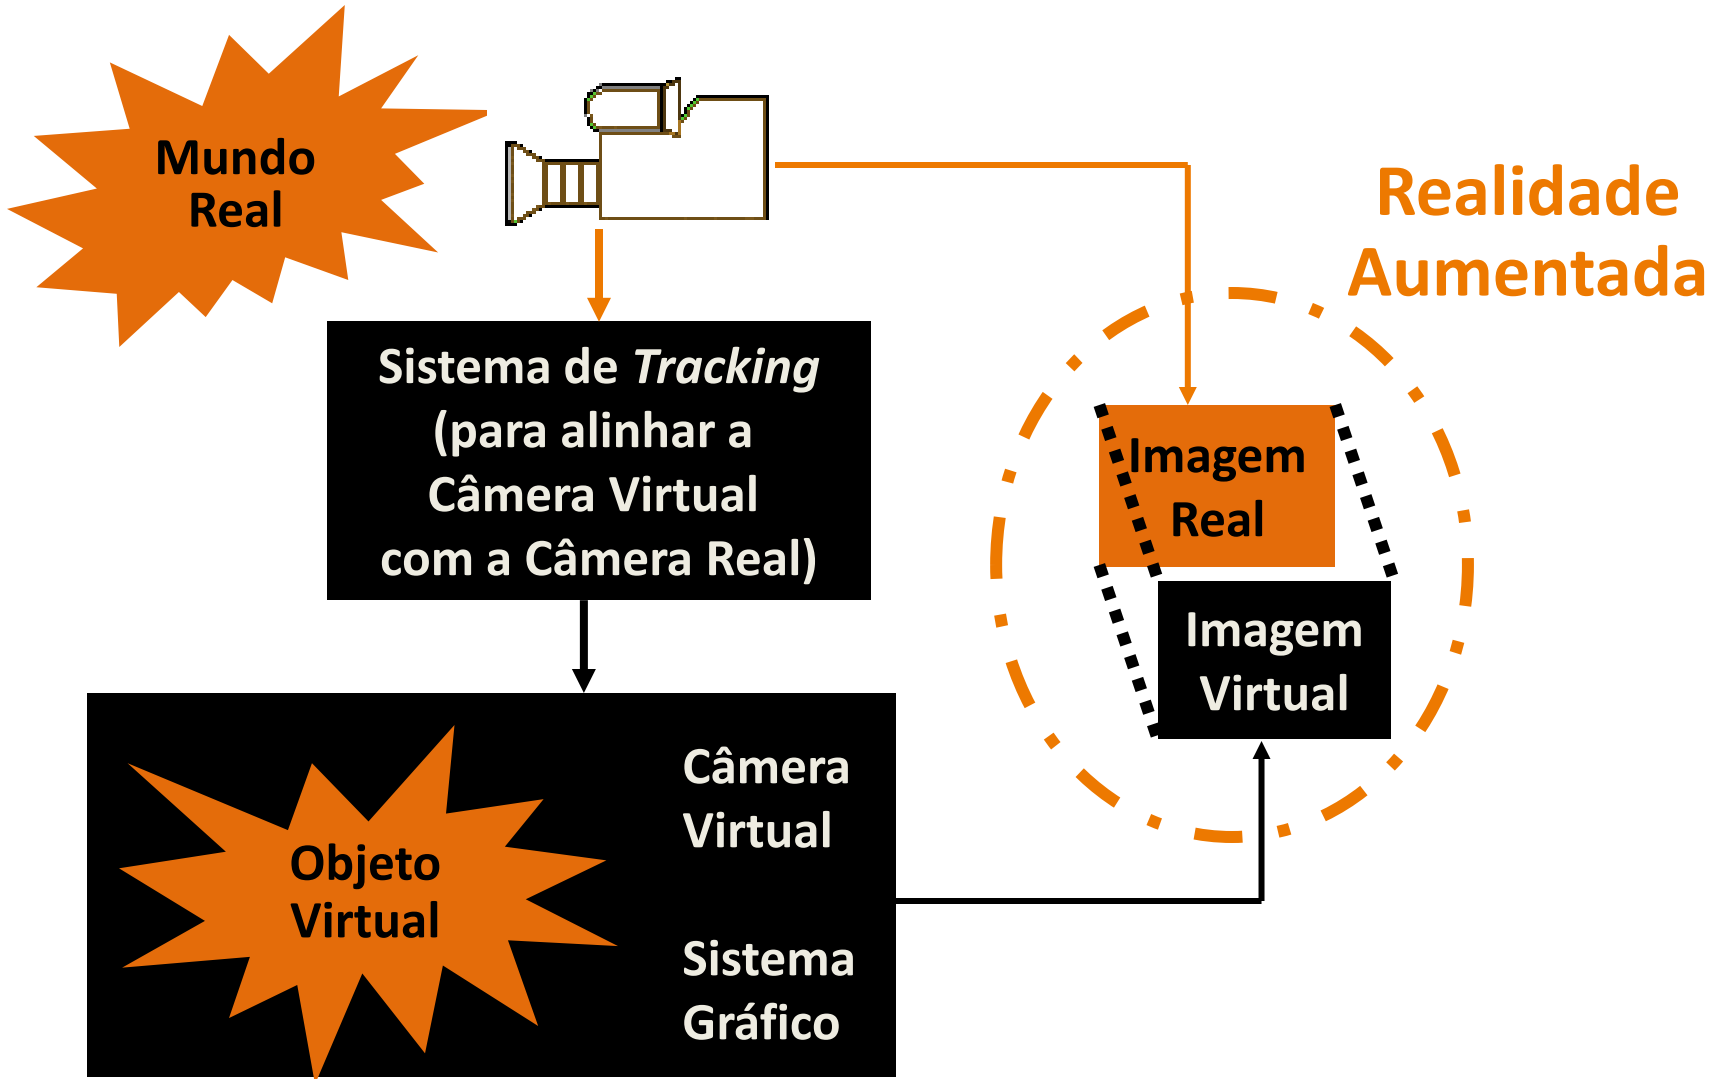 Mundo
Real
Realidade
Aumentada
Sistema de Tracking
(para alinhar a
Câmera Virtual
com a Câmera Real)
Imagem
Real
Imagem
Virtual
Câmera
Virtual
Objeto
Virtual
Sistema
Gráfico